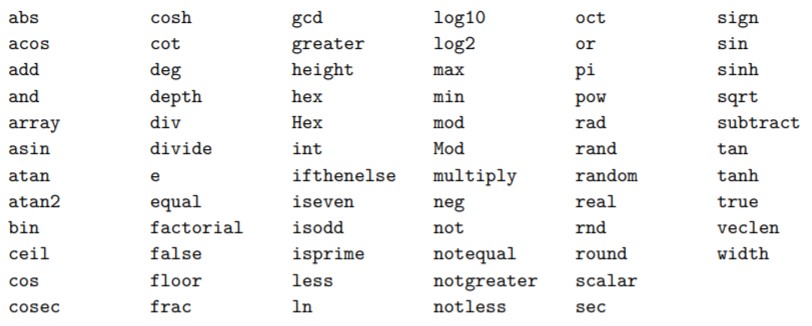 abs cosh gcd log10 oct sign
acos cot greater log2 or sin
add deg height max pi sinh
and depth hex min pow sqrt
array div Hex mod rad subtract
asin divide int Mod rand tan
atan e ifthenelse multiply random tanh
atan2 equal iseven neg real true
bin factorial isodd not rnd veclen
ceil false isprime notequal round width
cos floor less notgreater scalar
cosec frac ln notless sec